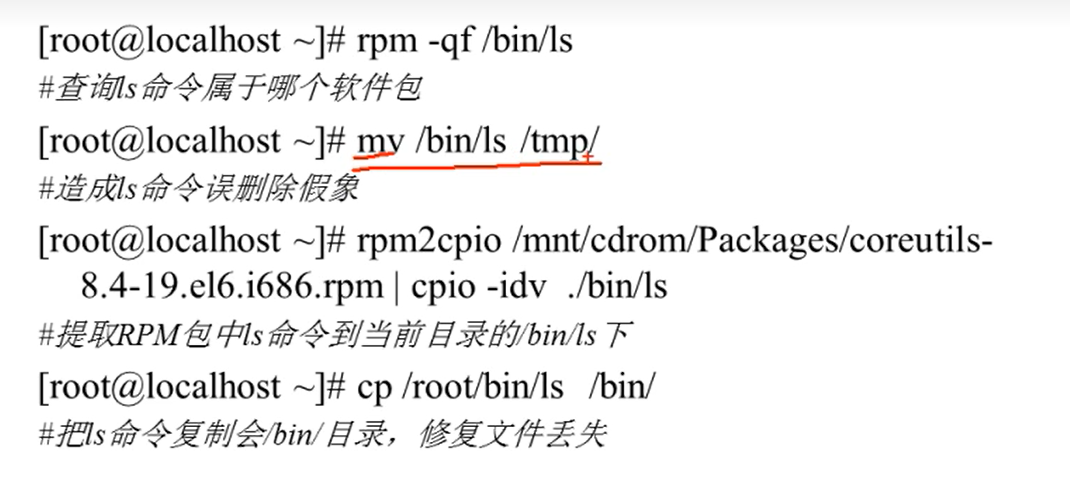 [root@localhost ~]# rpm -qf /bin/ls
#查询ls命令属于哪个软件包
[root@localhost ~]# mv /bin/ls /tmp/
#造成ls命令误删除假象
[root@localhost ~]# rpm2cpio /mnt/cdrom/Packages/coreutils-
8.4-19.el6.i686.rpm | cpio -idv ./bin/ls
#提取RPM包中ls命令到当前目录的/bin/ls下
[root@localhost ~]# cp /root/bin/ls /bin/
#把ls命令复制会/bin/目录，修复文件丢失